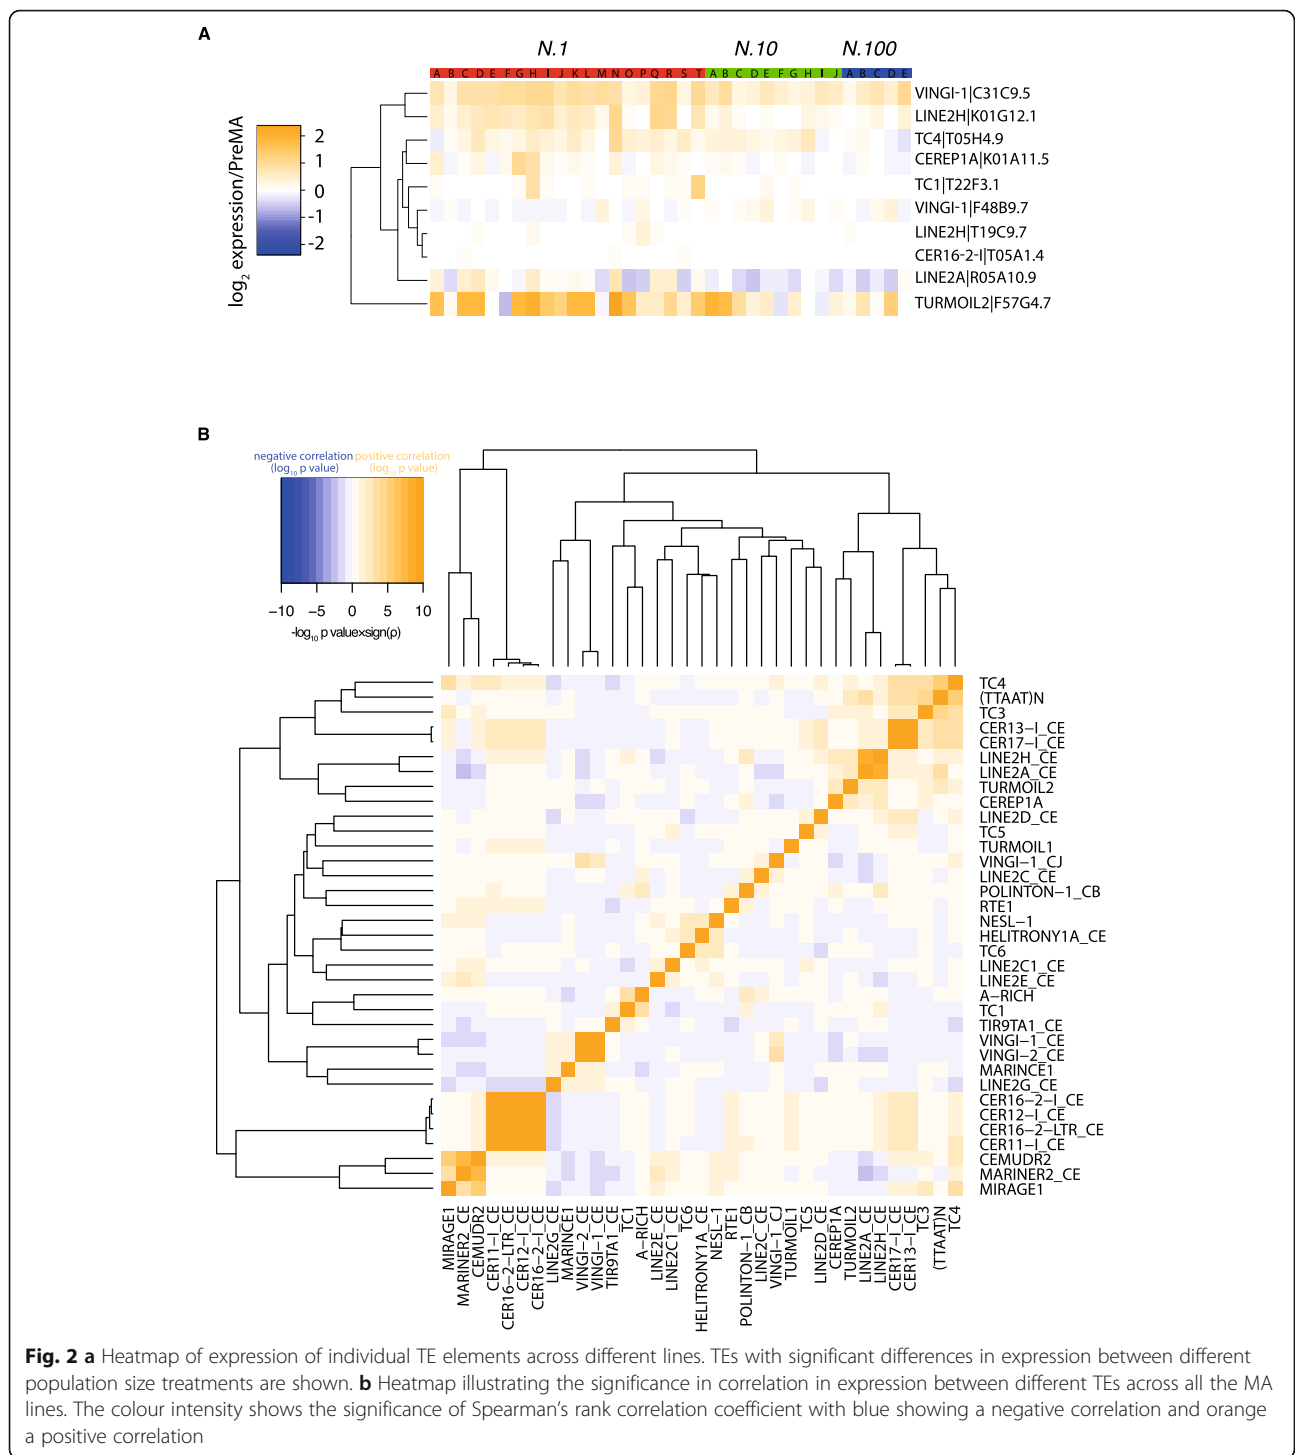 A
N.1 N.10 N.100
A B C D E F G H I J K L M N O P Q R S T A B C D E F G H I J A B C D E
log2 expression/PreMA
2
1
0
-1
-2
VINGI-1|C31C9.5
LINE2H|K01G12.1
TC4|T05H4.9
CEREP1A|K01A11.5
TC1|T22F3.1
VINGI-1|F48B9.7
LINE2H|T19C9.7
CER16-2-I|T05A1.4
LINE2A|R05A10.9
TURMOIL2|F57G4.7
B
negative correlation positive correlation
(log10 p value) (log10 p value)
−10 −5 0 5 10
-log10 p value×sign(ρ)
TC4
(TTAAT)N
TC3
CER13−I_CE
CER17−I_CE
LINE2H_CE
LINE2A_CE
TURMOIL2
CEREP1A
LINE2D_CE
TC5
TURMOIL1
VINGI−1_CJ
LINE2C_CE
POLINTON−1_CB
RTE1
NESL−1
HELITRONY1A_CE
TC6
LINE2C1_CE
LINE2E_CE
A−RICH
TC1
TIR9TA1_CE
VINGI−1_CE
VINGI−2_CE
MARINCE1
LINE2G_CE
CER16−2−I_CE
CER12−I_CE
CER16−2−LTR_CE
CER11−I_CE
CEMUDR2
MARINER2_CE
MIRAGE1
MIRAGE1
MARINER2_CE
CEMUDR2
CER11−I_CE
CER16−2−LTR_CE
CER12−I_CE
CER16−2−I_CE
LINE2G_CE
MARINCE1
VINGI−2_CE
VINGI−1_CE
TIR9TA1_CE
TC1
A−RICH
LINE2E_CE
LINE2C1_CE
TC6
HELITRONY1A_CE
NESL−1
RTE1
POLINTON−1_CB
LINE2C_CE
VINGI−1_CJ
TURMOIL1
TC5
LINE2D_CE
CEREP1A
TURMOIL2
LINE2A_CE
LINE2H_CE
CER17−I_CE
CER13−I_CE
TC3
(TTAAT)N
TC4
Fig. 2 a Heatmap of expression of individual TE elements across different lines. TEs with significant differences in expression between different
population size treatments are shown. b Heatmap illustrating the significance in correlation in expression between different TEs across all the MA
lines. The colour intensity shows the significance of Spearman's rank correlation coefficient with blue showing a negative correlation and orange
a positive correlation